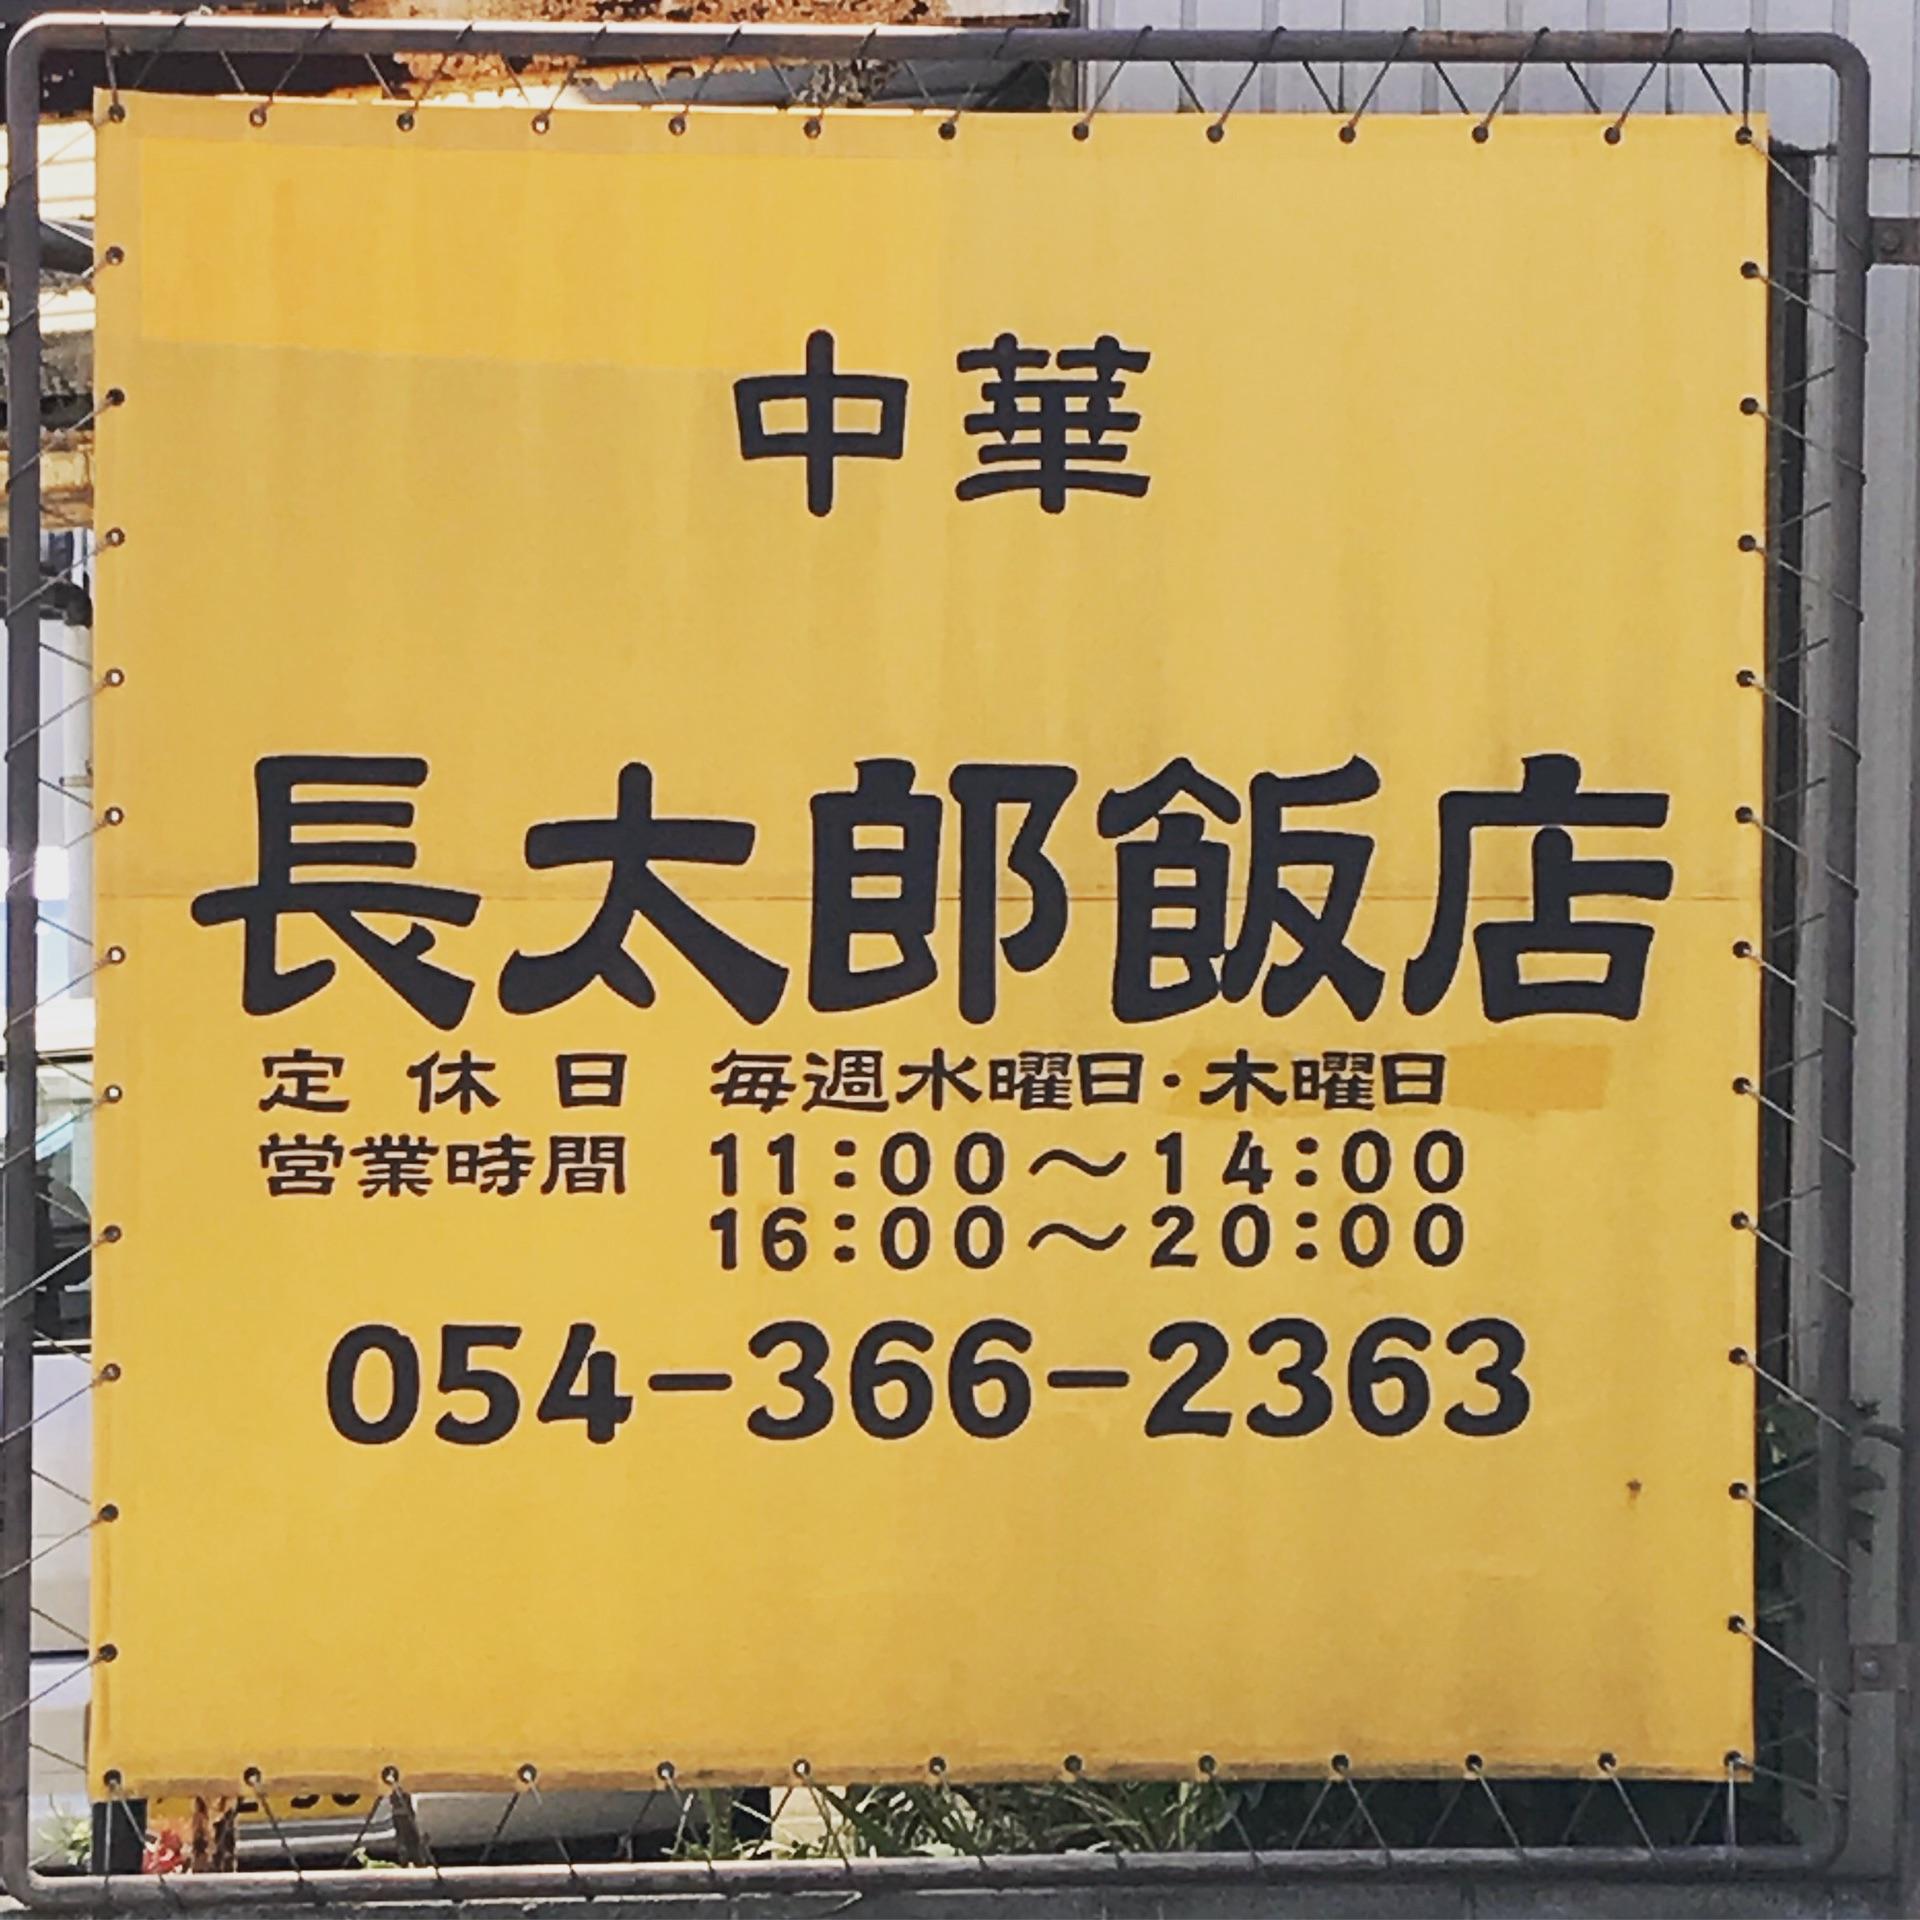 中華
長太郎飯店
定休日 毎週水曜日・木曜日
営業時間 11:00〜14:00
16:00〜20:00
054-366-2363